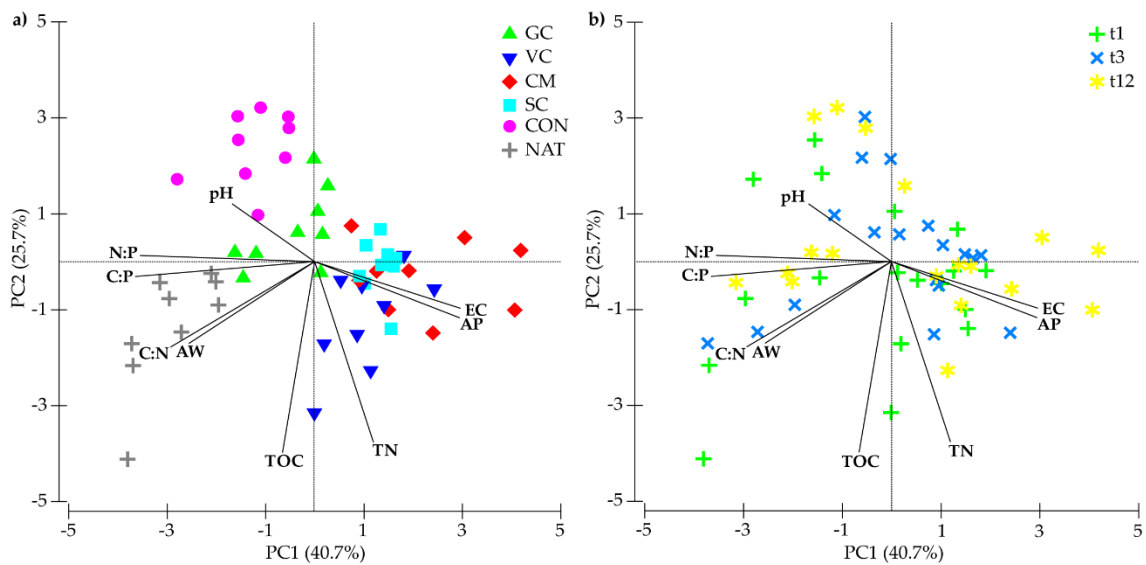 a)
5
3
1
-1
-3
-5
PC2 (25.7%)
-5 -3 -1 1 3 5
PC1 (40.7%)
GC
VC
CM
SC
CON
NAT
pH
N:P
C:P
C:N AW
TOC
TN
EC
AP
b)
5
3
1
-1
-3
-5
PC2 (25.7%)
-5 -3 -1 1 3 5
PC1 (40.7%)
t1
t3
t12
pH
N:P
C:P
C:N AW
TOC
TN
EC
AP